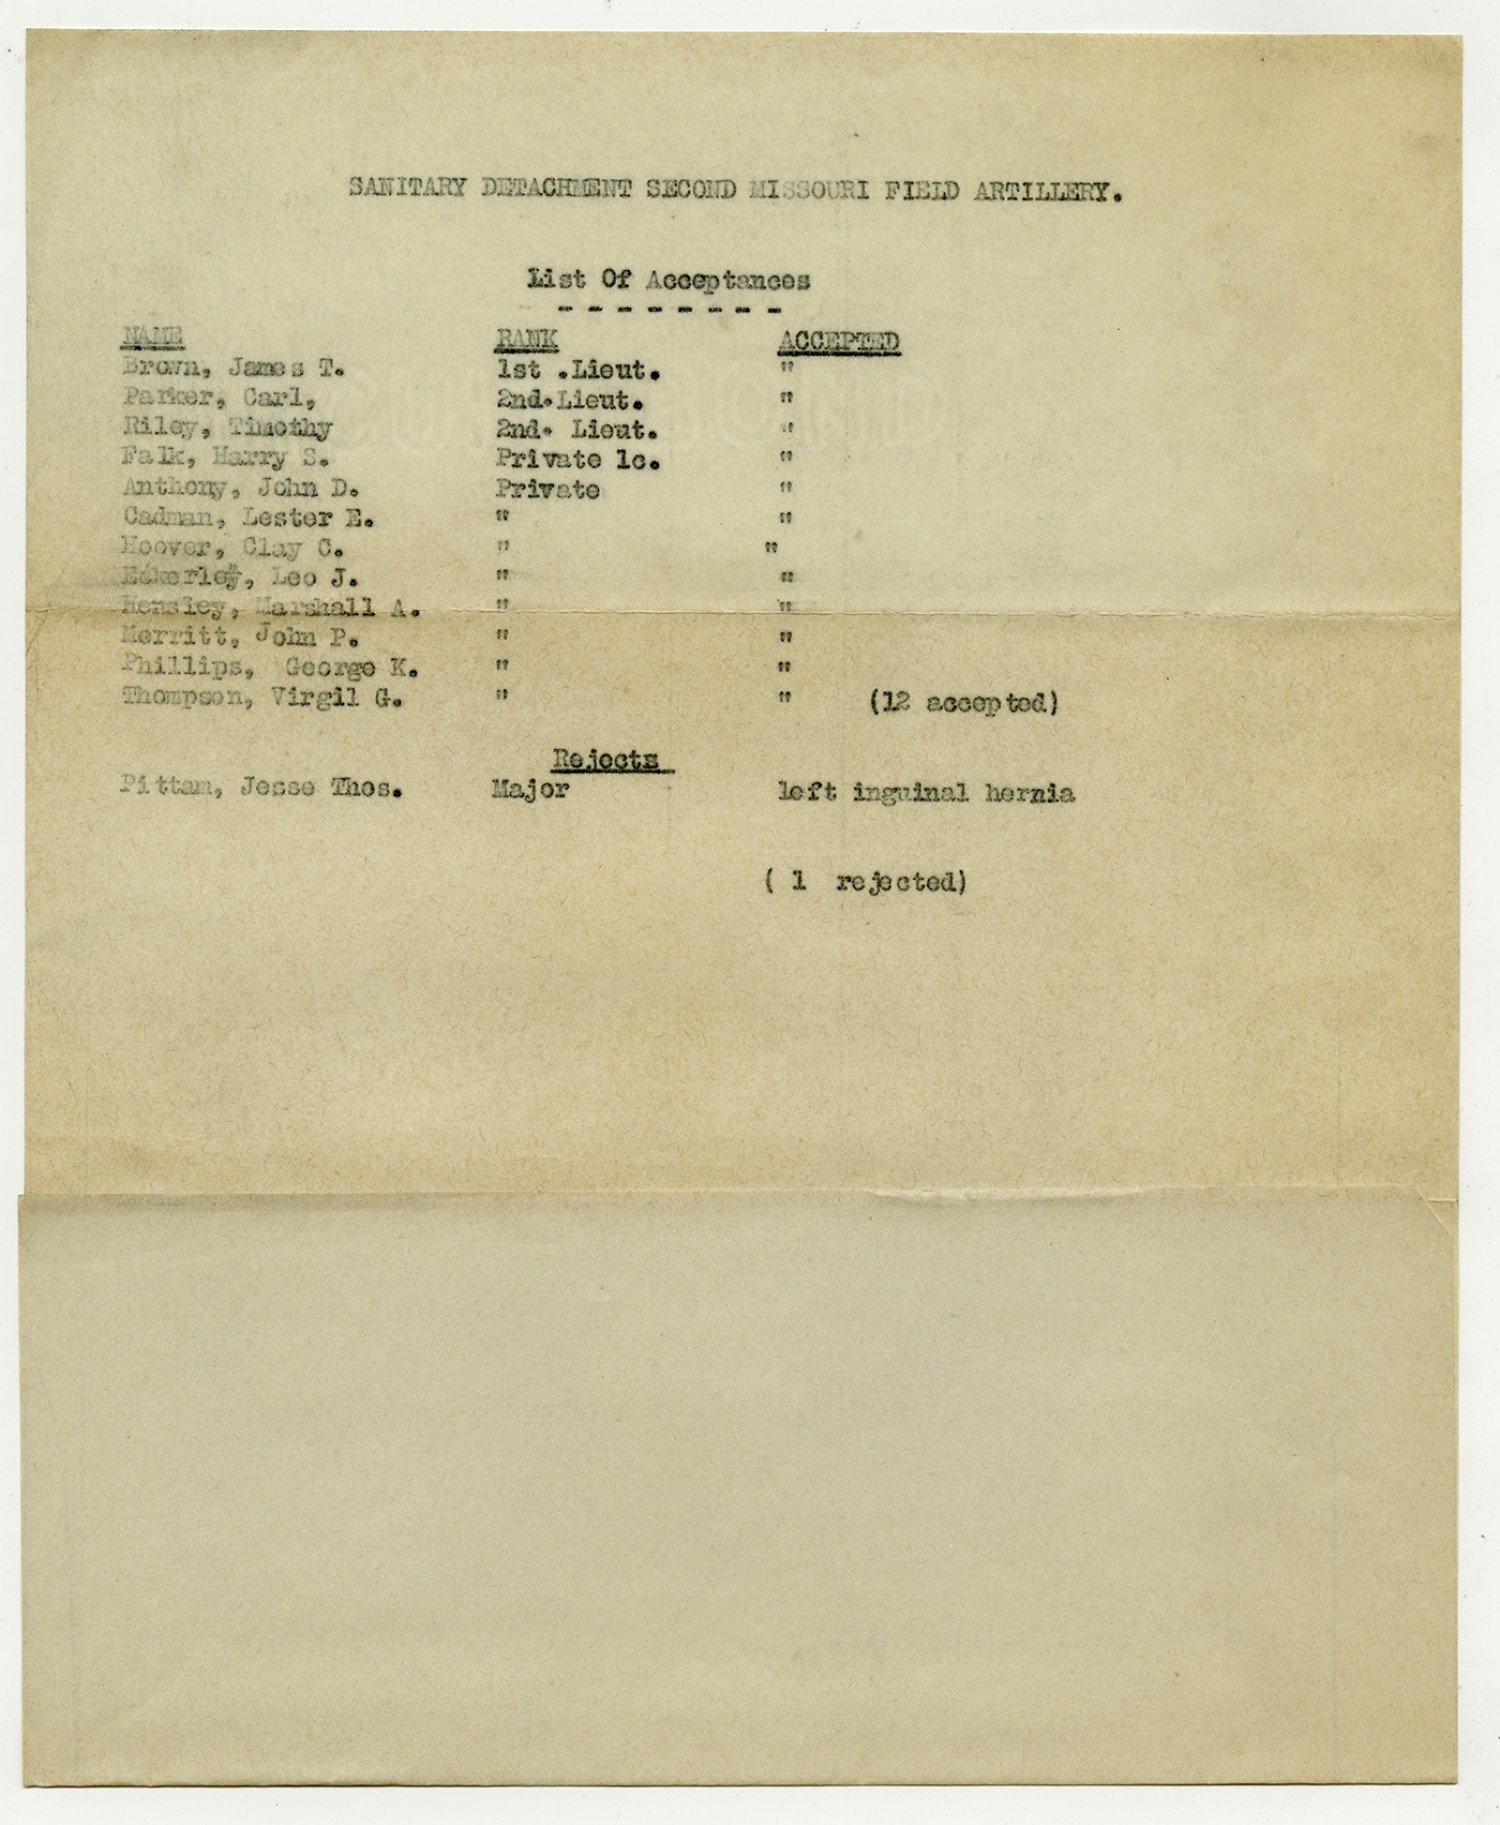 SANITARY DETACHMENT SECOND MISSOURI FIELD ARTILLERY.
List Of Acceptances
- - - - - - - -
NAME RANK ACCEPTED
Brown, James T. 1st .Lieut. "
Parker, Carl, 2nd.Lieut. "
Riley, Timothy 2nd. Lieut. "
Falk, Harry S. Private 1c. "
Anthony, John D. Private "
Cadman, Lester E. " "
Hoover, Clay C. " "
Leo J. " "
Hensley, Marshall A. " "
Merritt, John P. " "
Phillips, George K. " "
Thompson, Virgil G. " " (12 accepted)
Rejects
Pittam, Jesse Thos. Major left inguinal hernia
( 1 rejected)